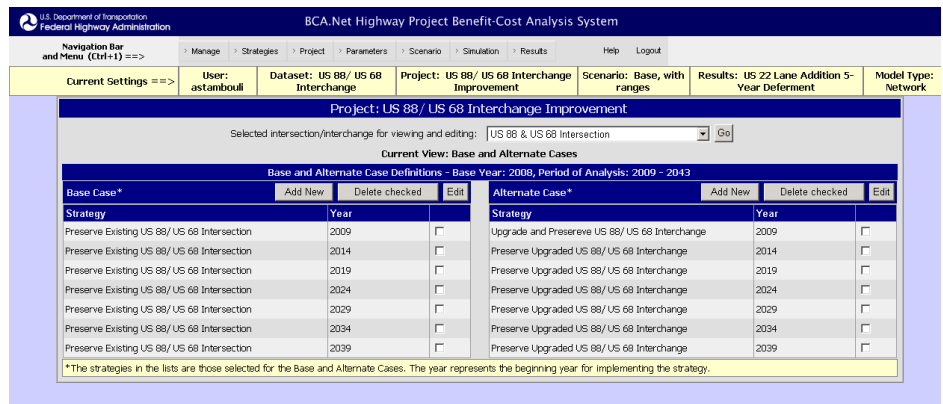 U.S. Department of Transportation
Federal Highway Administration
BCA.Net Highway Project Benefit-Cost Analysis System
Navigation Bar
and Menu (Ctrl+1) ==>
Manage Strategies Project Parameters Scenario Simulation Results Help Logout
Current Settings ==>
User:
astambouli
Dataset: US 88/ US 68
Interchange
Project: US 88/ US 68 Interchange
Improvement
Scenario: Base, with
ranges
Results: US 22 Lane Addition 5-
Year Deferment
Model Type:
Network
Project: US 88/ US 68 Interchange Improvement
Selected intersection/interchange for viewing and editing: US 88 & US 68 Intersection Go
Current View: Base and Alternate Cases
Base and Alternate Case Definitions - Base Year: 2008, Period of Analysis: 2009 - 2043
Base Case* Add New Delete checked Edit Alternate Case* Add New Delete checked Edit
Strategy Year Strategy Year
Preserve Existing US 88/ US 68 Intersection 2009 Upgrade and Presereve US 88/ US 68 Interchange 2009
Preserve Existing US 88/ US 68 Intersection 2014 Preserve Upgraded US 88/ US 68 Interchange 2014
Preserve Existing US 88/ US 68 Intersection 2019 Preserve Upgraded US 88/ US 68 Interchange 2019
Preserve Existing US 88/ US 68 Intersection 2024 Preserve Upgraded US 88/ US 68 Interchange 2024
Preserve Existing US 88/ US 68 Intersection 2029 Preserve Upgraded US 88/ US 68 Interchange 2029
Preserve Existing US 88/ US 68 Intersection 2034 Preserve Upgraded US 88/ US 68 Interchange 2034
Preserve Existing US 88/ US 68 Intersection 2039 Preserve Upgraded US 88/ US 68 Interchange 2039
*The strategies in the lists are those selected for the Base and Alternate Cases. The year represents the beginning year for implementing the strategy.